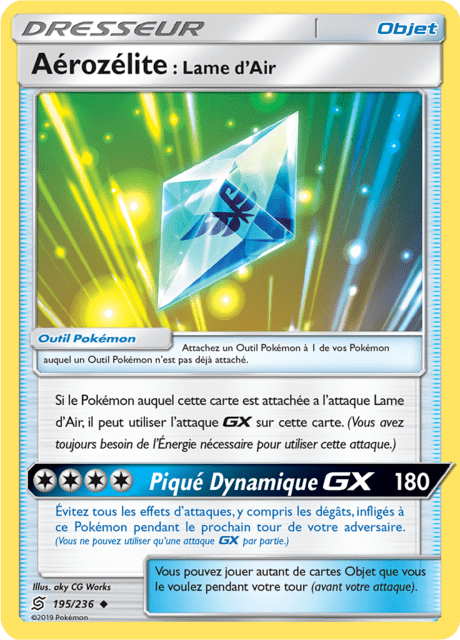 DRESSEUR Objet
Aérozélite : Lame d'Air
Outil Pokémon
Attachez un Outil Pokémon à 1 de vos Pokémon
auquel un Outil Pokémon n'est pas déjà attaché.
Si le Pokémon auquel cette carte est attachée a l'attaque Lame
d'Air, il peut utiliser l'attaque GX sur cette carte. (Vous avez
toujours besoin de l'Énergie nécessaire pour utiliser cette attaque.)
Piqué Dynamique GX 180
Évitez tous les effets d'attaques, y compris les dégâts, infligés à
ce Pokémon pendant le prochain tour de votre adversaire.
(Vous ne pouvez utiliser qu'une attaque GX par partie.)
Vous pouvez jouer autant de cartes Objet que
vous le voulez pendant votre tour (avant votre attaque).
Illus. aky CG Works
195/236
©2019 Pokémon